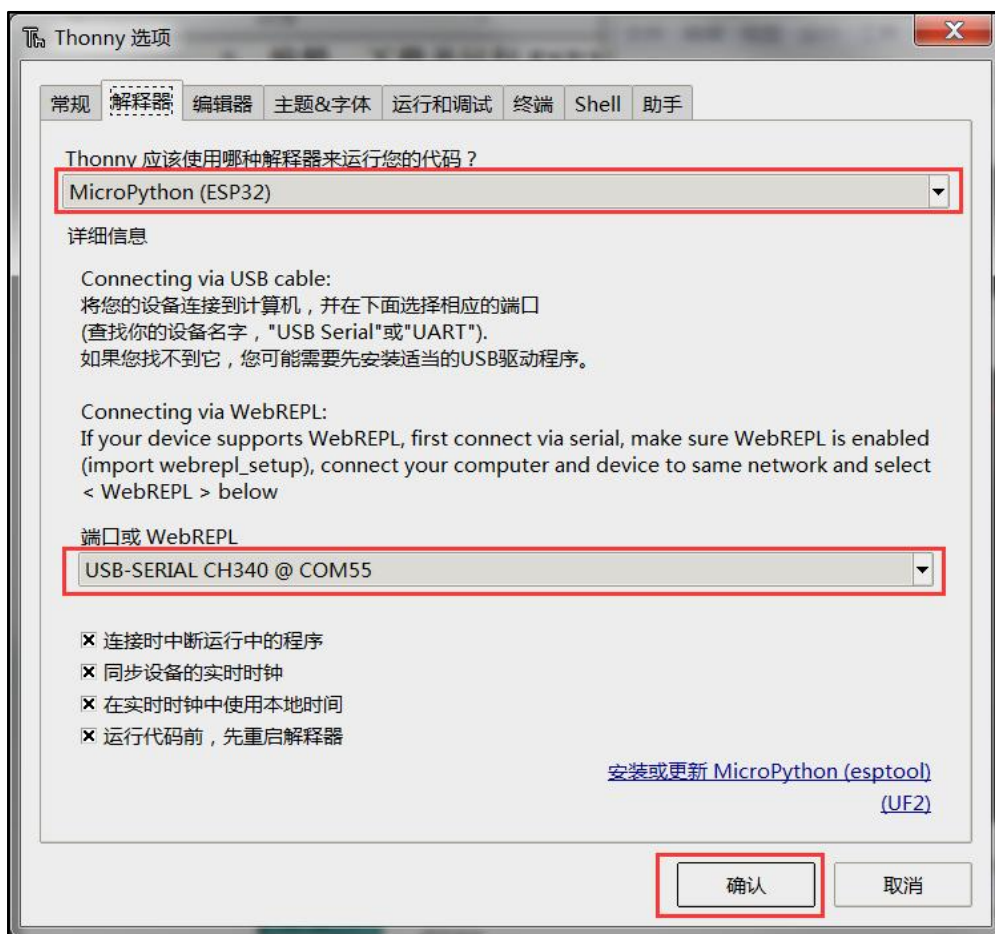 Thonny 选项
X
常规 解释器 编辑器 主题&字体 运行和调试 终端 Shell 助手
Thonny 应该使用哪种解释器来运行您的代码？
MicroPython (ESP32)
详细信息
Connecting via USB cable:
将您的设备连接到计算机，并在下面选择相应的端口
(查找你的设备名字，"USB Serial"或"UART").
如果您找不到它，您可能需要先安装适当的USB驱动程序。
Connecting via WebREPL:
If your device supports WebREPL, first connect via serial, make sure WebREPL is enabled
(import webrepl_setup), connect your computer and device to same network and select
< WebREPL > below
端口或 WebREPL
USB-SERIAL CH340 @ COM55
连接时中断运行中的程序
同步设备的实时时钟
在实时时钟中使用本地时间
运行代码前，先重启解释器
安装或更新 MicroPython (esptool)
(UF2)
确认 取消